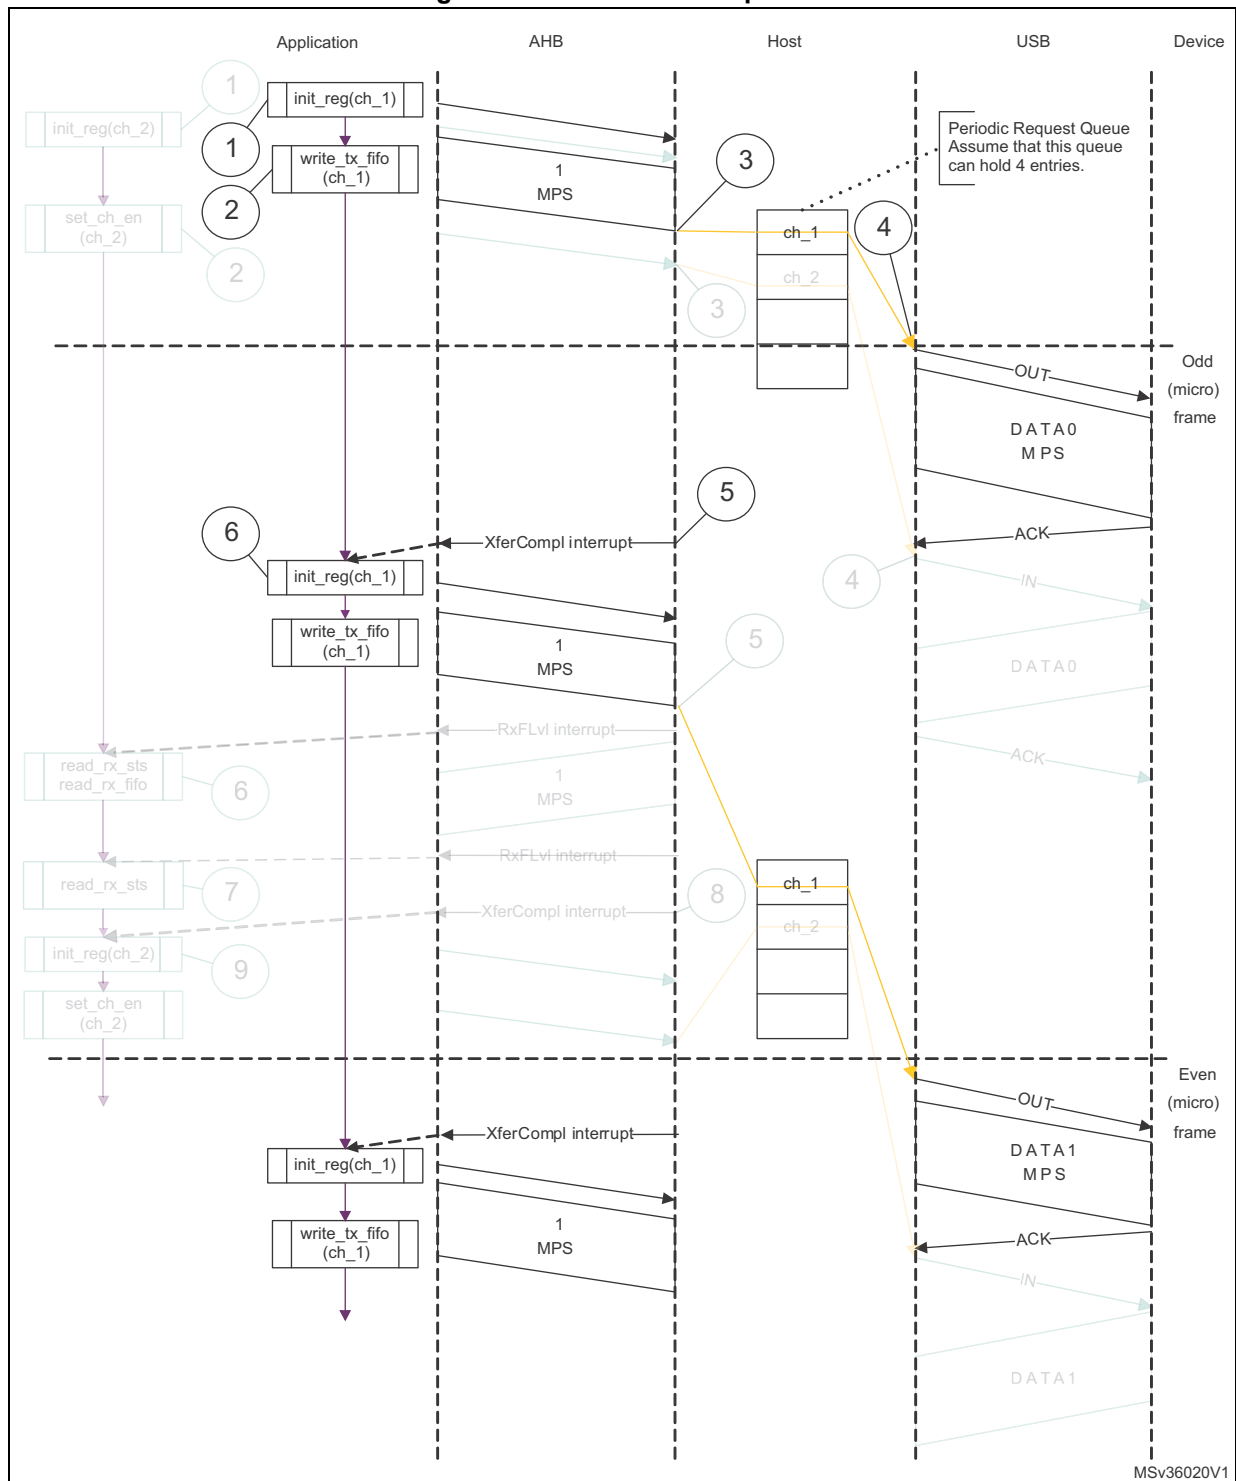 Application
AHB
Host
USB
Device
1
init_reg(ch_1)
init_reg(ch_2)
1
write_tx_fifo
(ch_1)
2
1
MPS
3
Periodic Request Queue
Assume that this queue
can hold 4 entries.
set_ch_en
(ch_2)
2
ch_1
4
ch_2
3
Odd
(micro)
frame
OUT
DATA0
MPS
5
6
XferCompl interrupt
ACK
init_reg(ch_1)
4
IN
write_tx_fifo
(ch_1)
1
MPS
5
DATA0
RxFLvl interrupt
ACK
read_rx_sts
read_rx_fifo
6
1
MPS
RxFLvl interrupt
read_rx_sts
7
ch_1
8
XferCompl interrupt
ch_2
init_reg(ch_2)
9
set_ch_en
(ch_2)
Even
(micro)
frame
OUT
XferCompl interrupt
DATA1
MPS
init_reg(ch_1)
write_tx_fifo
(ch_1)
1
MPS
ACK
IN
DATA1
MSv36020V1